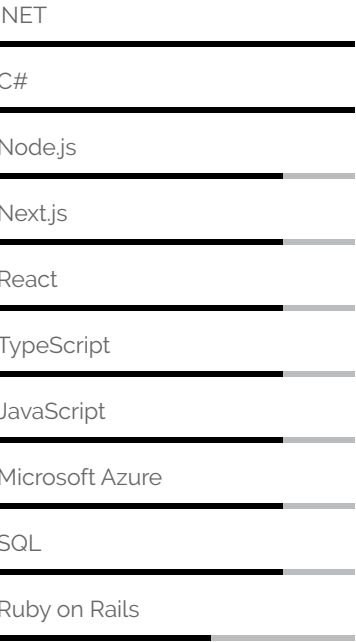 .NET
C#
Node.js
Next.js
React
TypeScript
JavaScript
Microsoft Azure
SQL
Ruby on Rails